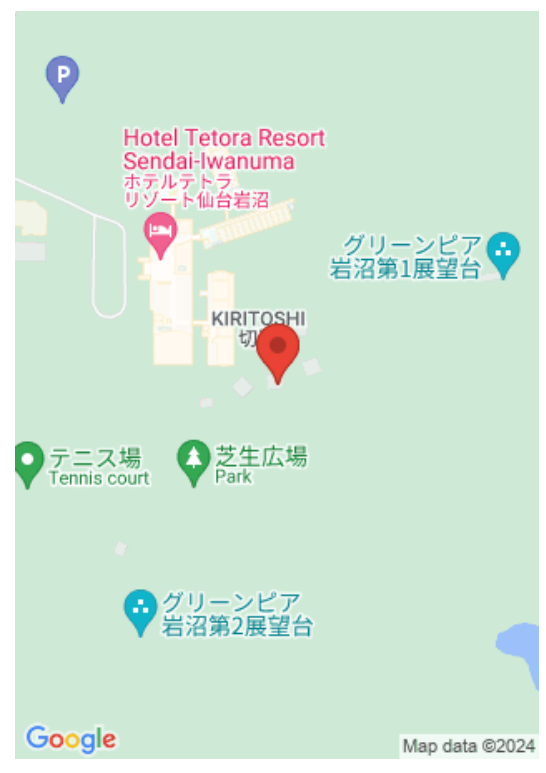 P
Hotel Tetora Resort
Sendai-Iwanuma
ホテルテトラ
リゾート仙台岩沼
グリーンピア
岩沼第1展望台
KIRITOSHI
切
テニス場
Tennis court
芝生広場
Park
グリーンピア
岩沼第2展望台
Google
Map data ©2024